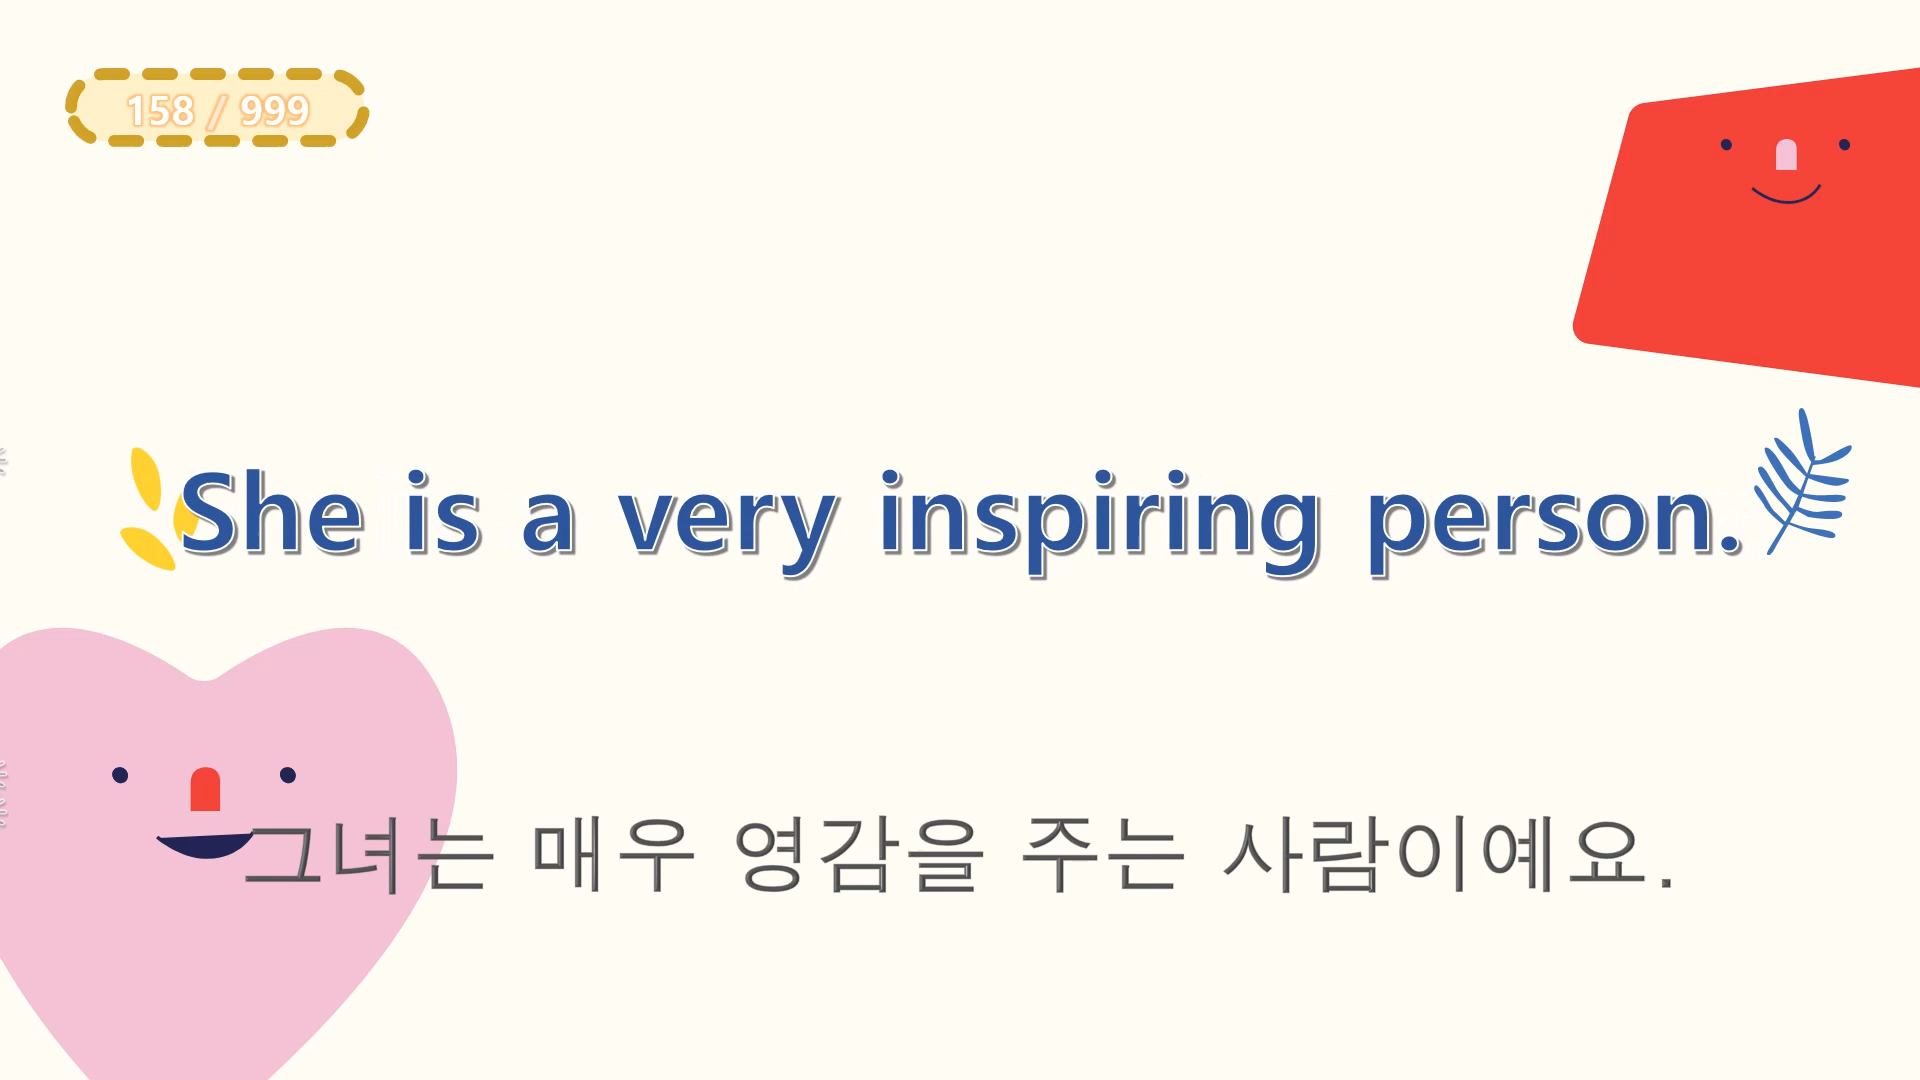 158 / 999
She is a very inspiring person.
그녀는 매우 영감을 주는 사람이예요.